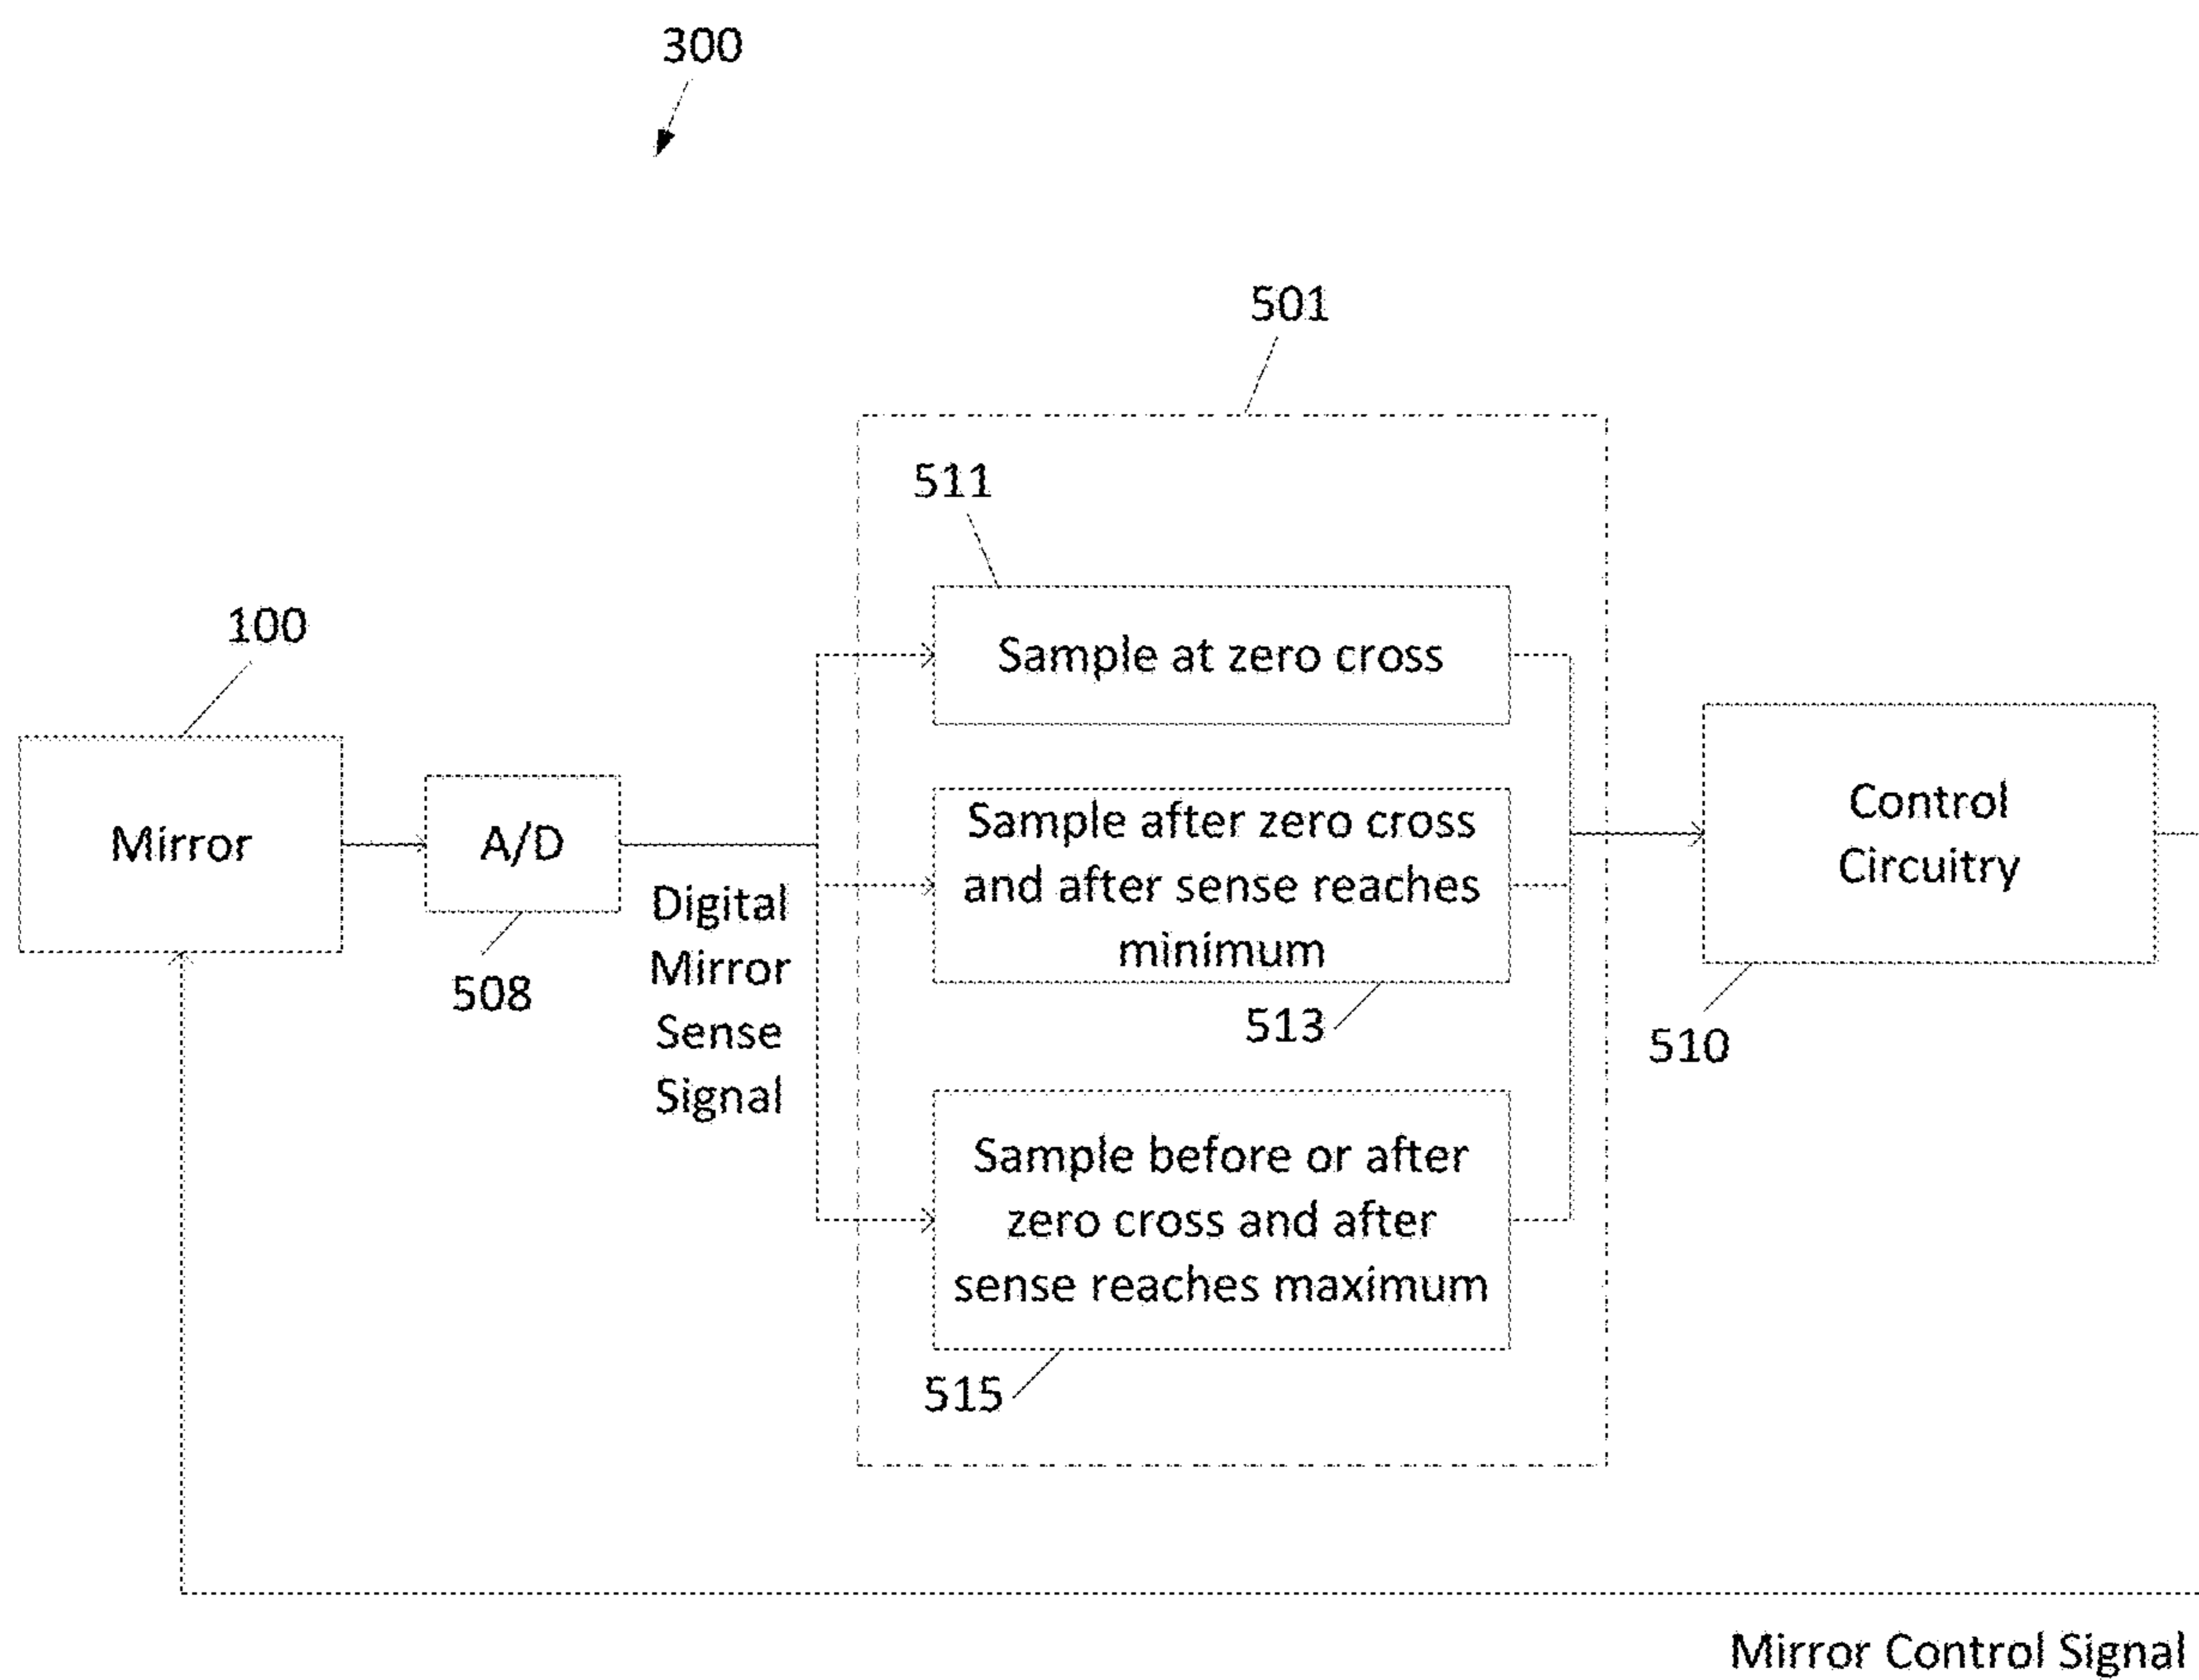 300
501
511
Sample at zero cross
100
Mirror
A/D
508
Digital
Mirror
Sense
Signal
Sample after zero cross
and after sense reaches
minimum
513
Control
Circuitry
510
Sample before or after
zero cross and after
sense reaches maximum
515
Mirror Control Signal